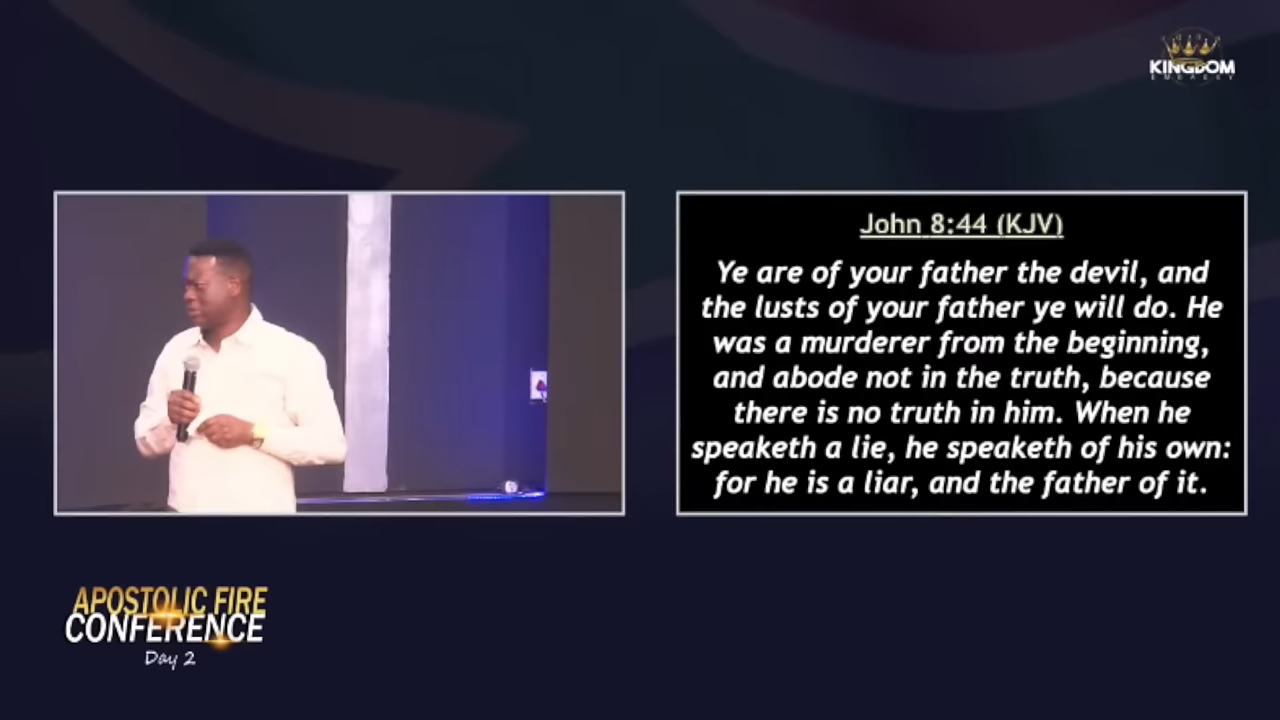 KINGDOM
EMBASSY
John 8:44 (KJV)
Ye are of your father the devil, and
the lusts of your father ye will do. He
was a murderer from the beginning,
and abode not in the truth, because
there is no truth in him. When he
speaketh a lie, he speaketh of his own:
for he is a liar, and the father of it.
APOSTOLIC FIRE
CONFERENCE
Day 2